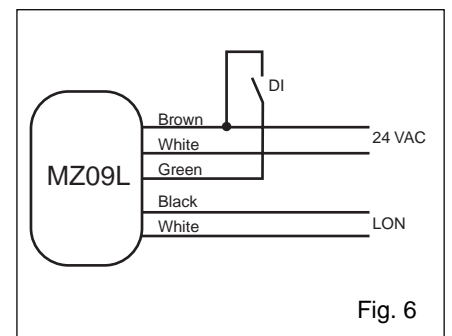 DI
Brown
24 VAC
White
Green
MZ09L
Black
White
LON
Fig. 6